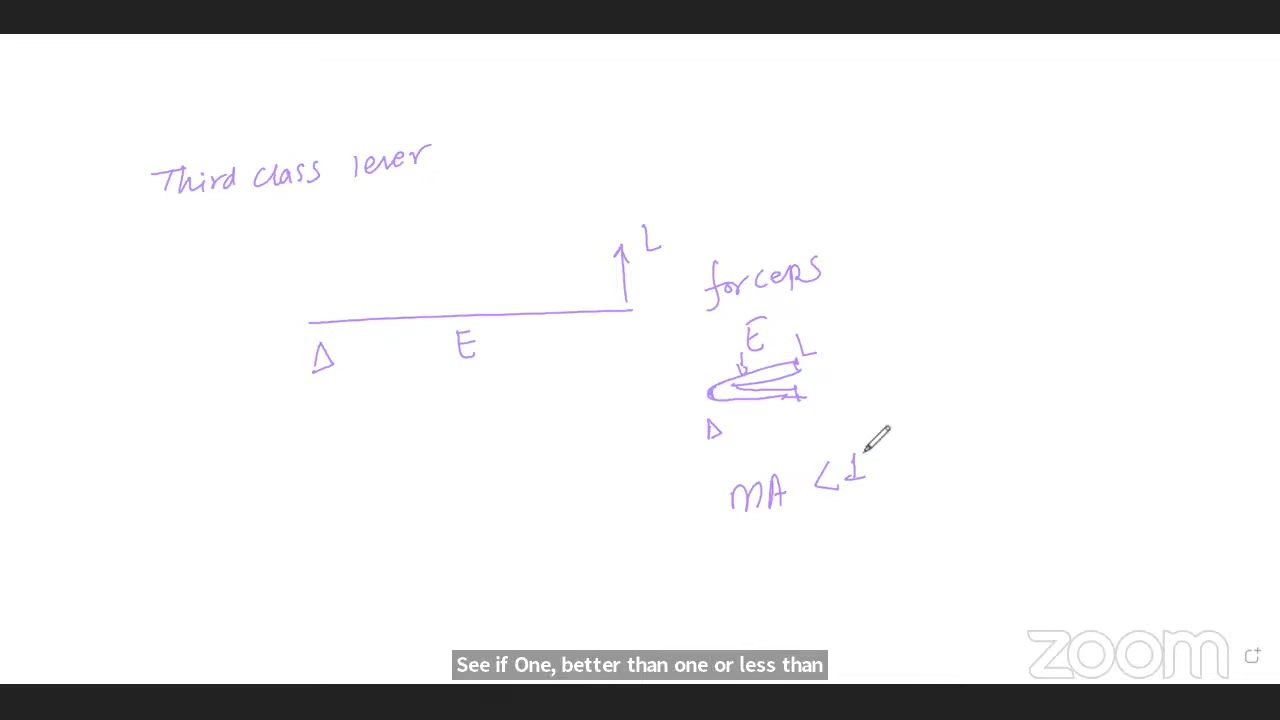 Third class lever
L
forceps
E
E
L
Δ
Δ
MA < 1
zoom
See if One, better than one or less than